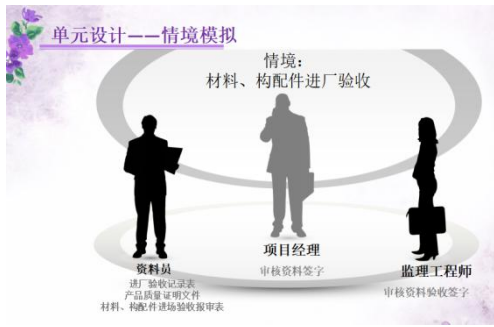 单元设计——情境模拟
情境：
材料、构配件进厂验收
资料员
进厂验收记录表
产品质量证明文件
材料、构配件进场验收报审表
项目经理
审核资料签字
监理工程师
审核资料验收签字